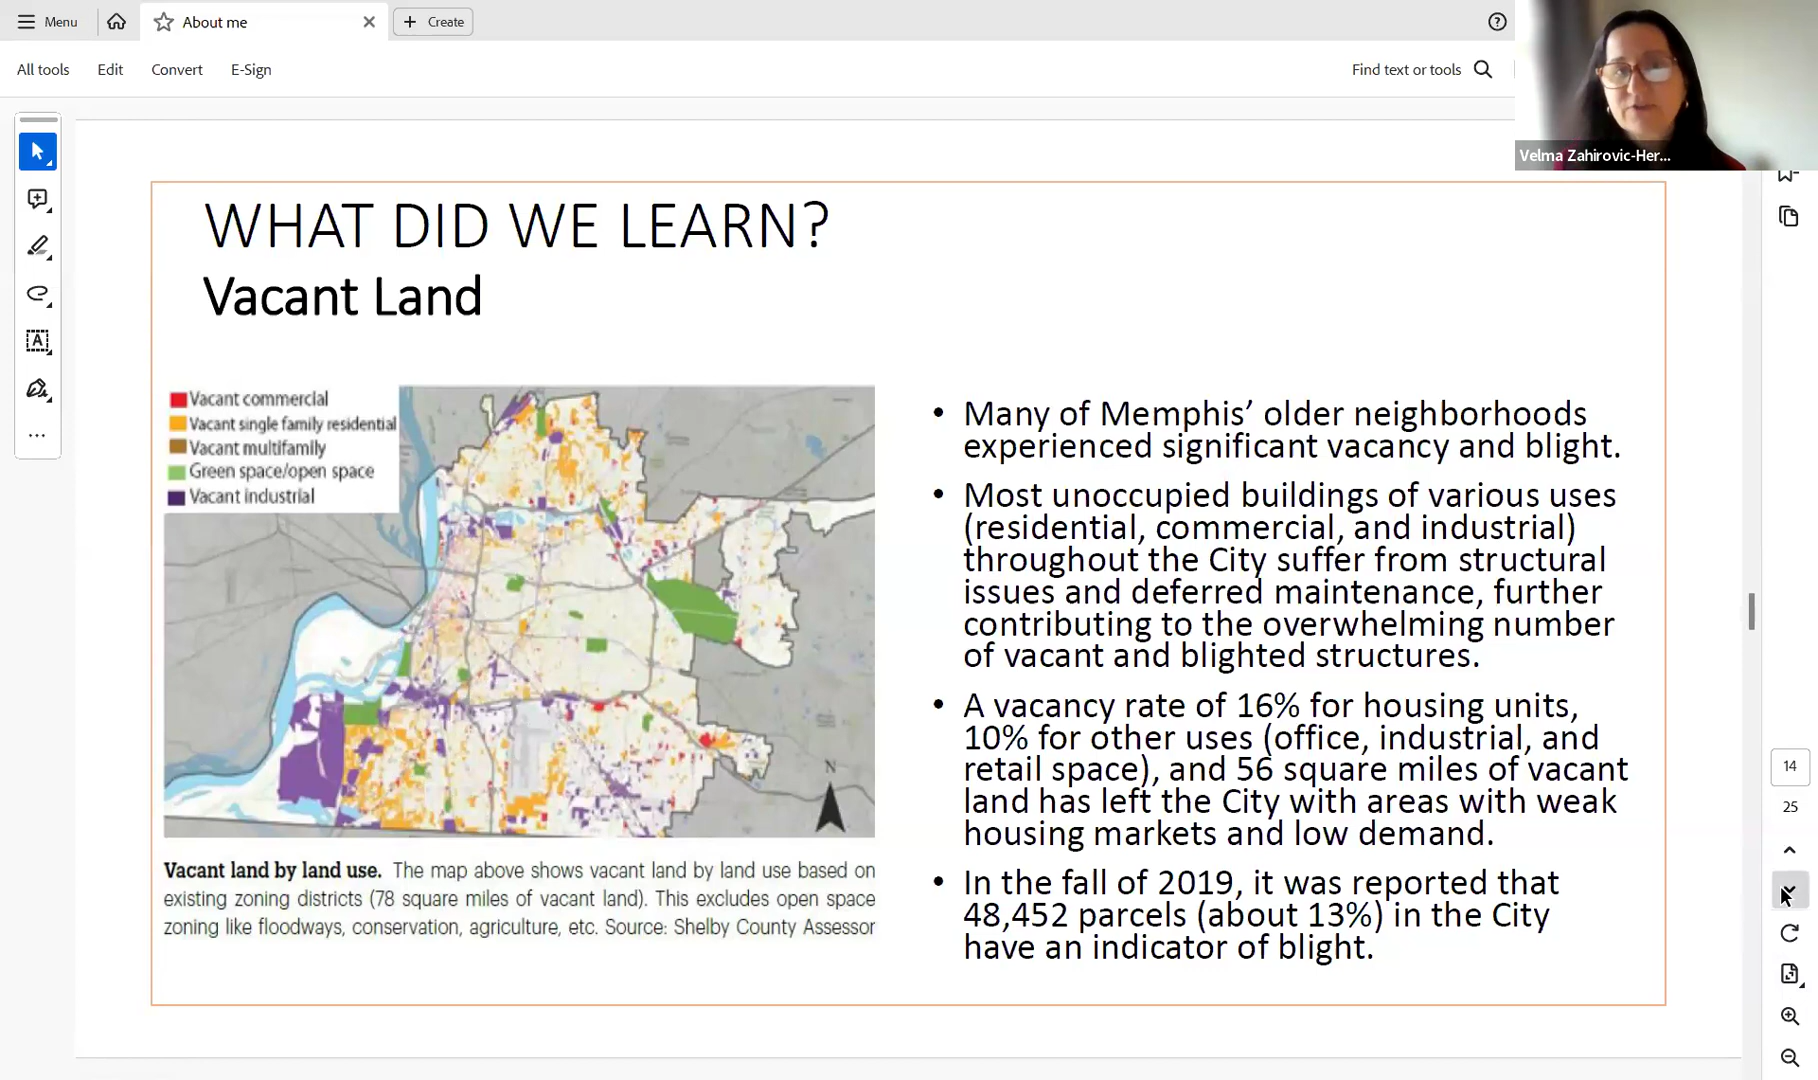 Menu
About me
Create
All tools
Edit
Convert
E-Sign
Find text or tools
Velma Zahirovic-Her...
WHAT DID WE LEARN?
Vacant Land
Vacant commercial
Vacant single family residential
Vacant multifamily
Green space/open space
Vacant industrial
N
Vacant land by land use. The map above shows vacant land by land use based on
existing zoning districts (78 square miles of vacant land). This excludes open space
zoning like floodways, conservation, agriculture, etc. Source: Shelby County Assessor
• Many of Memphis’ older neighborhoods
experienced significant vacancy and blight.
• Most unoccupied buildings of various uses
(residential, commercial, and industrial)
throughout the City suffer from structural
issues and deferred maintenance, further
contributing to the overwhelming number
of vacant and blighted structures.
• A vacancy rate of 16% for housing units,
10% for other uses (office, industrial, and
retail space), and 56 square miles of vacant
land has left the City with areas with weak
housing markets and low demand.
• In the fall of 2019, it was reported that
48,452 parcels (about 13%) in the City
have an indicator of blight.
14
25